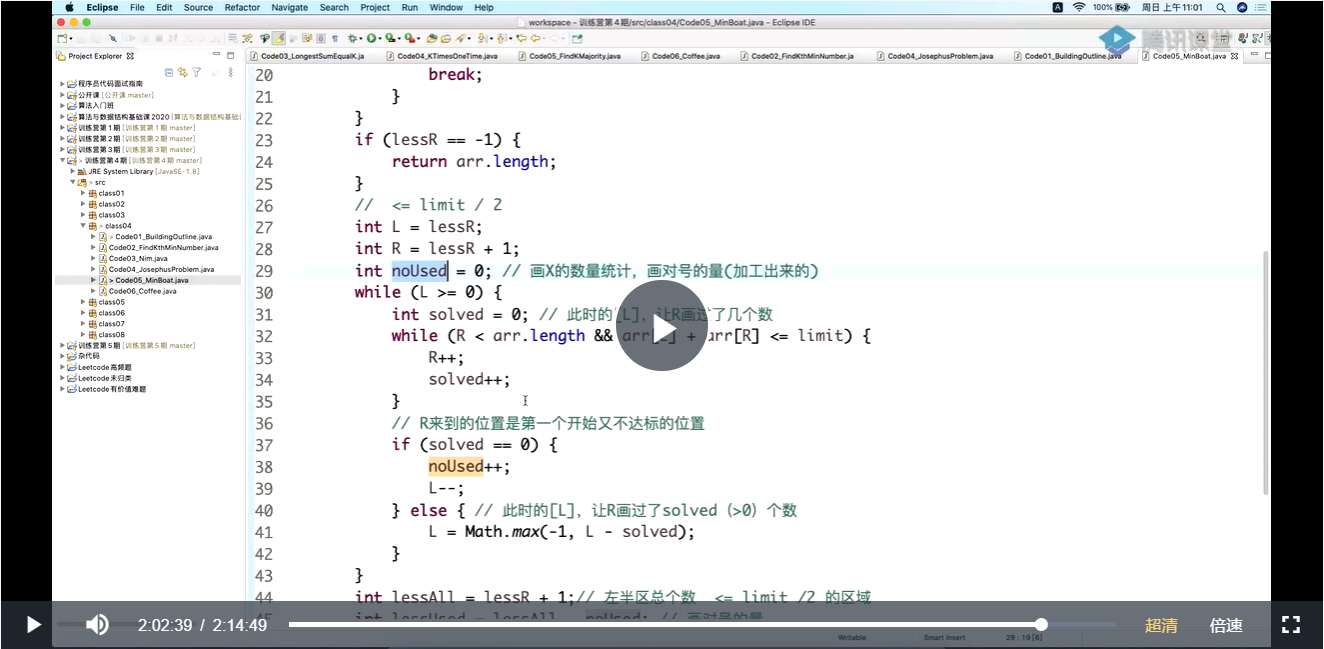 Eclipse File Edit Source Refactor Navigate Search Project Run Window Help 100% 周日上午11:01
workspace - 训练营第4期/src/class04/Code05_MinBoat.java - Eclipse IDE
腾讯课堂
Project Explorer
Code03_LongestSumEqualK.ja Code04_KTimesOneTime.java Code05_FindKMajority.java Code06_Coffee.java Code02_FindKthMinNumber.ja Code04_JosephusProblem.java Code01_BuildingOutline.java Code05_MinBoat.java
程序员代码面试指南
公开课 [公开课 master]
算法入门班
算法与数据结构基础课2020 [算法与数据结构基础
训练营第1期 [训练营第1期 master]
训练营第2期 [训练营第2期 master]
训练营第3期 [训练营第3期 master]
> 训练营第4期 [训练营第4期 master]
JRE System Library [JavaSE-1.8]
> src
class01
class02
class03
> class04
> Code01_BuildingOutline.java
Code02_FindKthMinNumber.java
Code03_Nim.java
Code04_JosephusProblem.java
> Code05_MinBoat.java
Code06_Coffee.java
class05
class06
class07
class08
训练营第5期 [训练营第5期 master]
杂代码
Leetcode高频题
Leetcode未归类
Leetcode有价值难题
20 break;
21 }
22 }
23 if (lessR == -1) {
24 return arr.length;
25 }
26 // <= limit / 2
27 int L = lessR;
28 int R = lessR + 1;
29 int noUsed = 0; // 画X的数量统计，画对号的量(加工出来的)
30 while (L >= 0) {
31 int solved = 0; // 此时的[L]，让R画过了几个数
32 while (R < arr.length && arr[L] + arr[R] <= limit) {
33 R++;
34 solved++;
35 }
36 // R来到的位置是第一个开始又不达标的位置
37 if (solved == 0) {
38 noUsed++;
39 L--;
40 } else { // 此时的[L]，让R画过了solved（>0）个数
41 L = Math.max(-1, L - solved);
42 }
43 }
44 int lessAll = lessR + 1;// 左半区总个数 <= limit /2 的区域
45 int lessUsed = lessAll - noUsed; // 画对号的量
Writable Smart Insert 29 : 19 [6]
2:02:39 / 2:14:49 超清 倍速